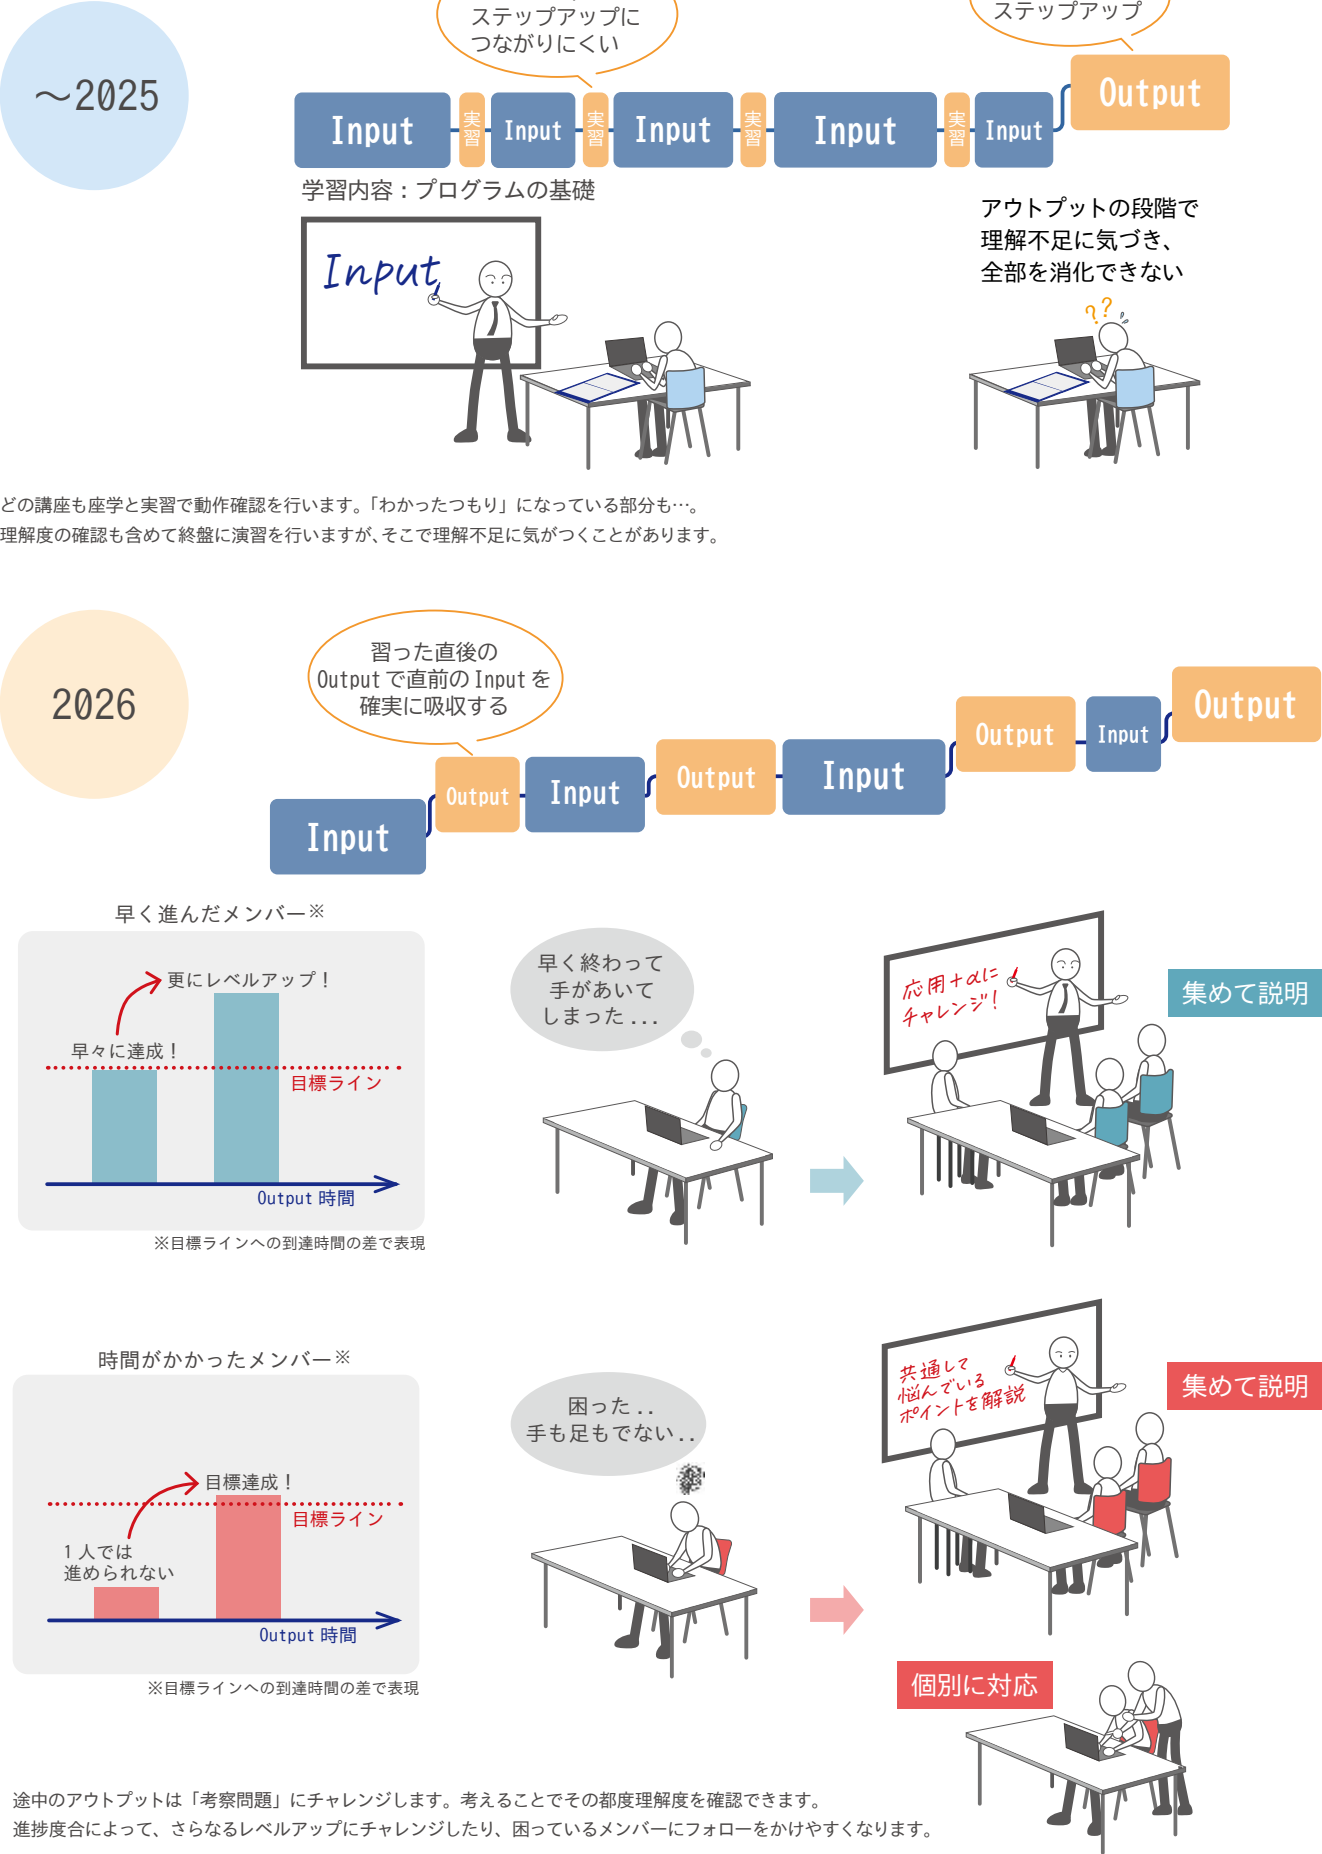 ステップアップに
つながりにくい
ステップアップ
～2025
Input
実習
Input
実習
Input
実習
Input
実習
Input
Output
学習内容：プログラムの基礎
Input
アウトプットの段階で
理解不足に気づき、
全部を消化できない
??
どの講座も座学と実習で動作確認を行います。「わかったつもり」になっている部分も…。
理解度の確認も含めて終盤に演習を行いますが、そこで理解不足に気がつくことがあります。
2026
習った直後の
Output で直前の Input を
確実に吸収する
Input
Output
Input
Output
Input
Output
Input
Output
早く進んだメンバー※
更にレベルアップ！
早々に達成！
目標ライン
Output 時間
※目標ラインへの到達時間の差で表現
早く終わって
手があいて
しまった...
応用+αに
チャレンジ!
集めて説明
時間がかかったメンバー※
目標達成！
目標ライン
1 人では
進められない
Output 時間
※目標ラインへの到達時間の差で表現
困った..
手も足もでない..
共通して
悩んでいる
ポイントを解説
集めて説明
個別に対応
途中のアウトプットは「考察問題」にチャレンジします。考えることでその都度理解度を確認できます。
進捗度合によって、さらなるレベルアップにチャレンジしたり、困っているメンバーにフォローをかけやすくなります。